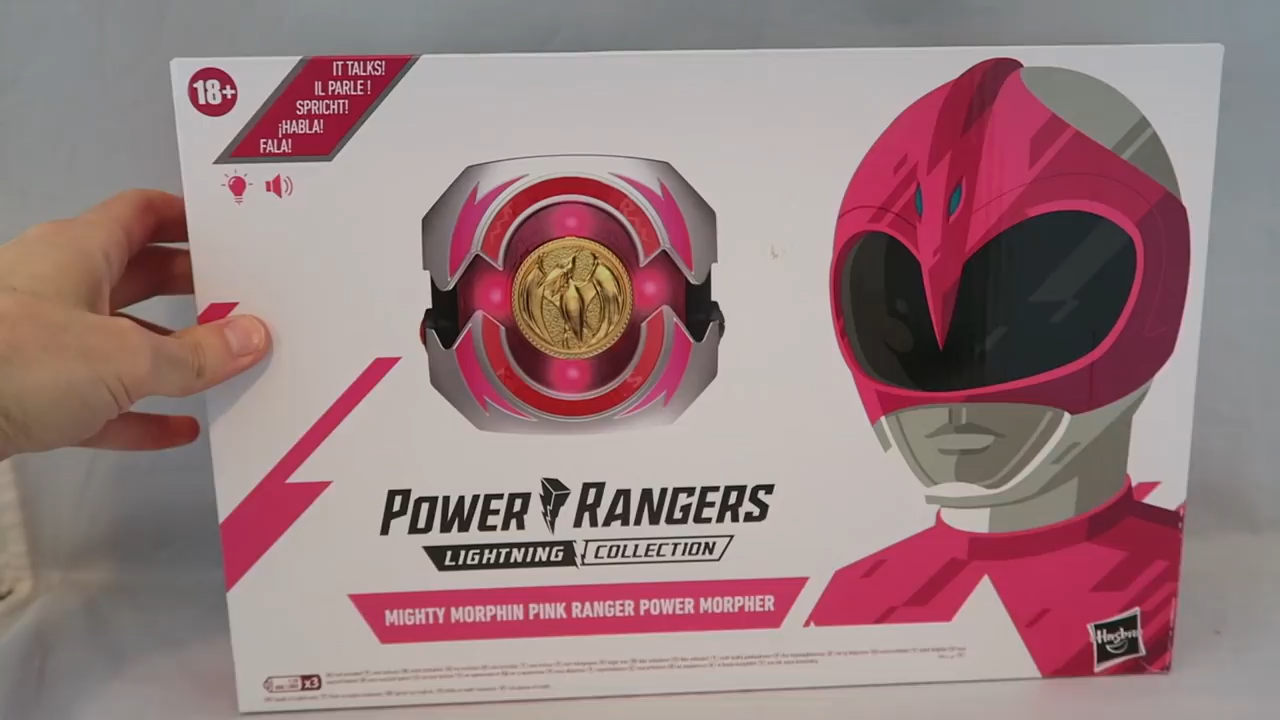 18+
IT TALKS!
IL PARLE !
SPRICHT!
¡HABLA!
FALA!
POWER RANGERS
LIGHTNING COLLECTION
MIGHTY MORPHIN PINK RANGER POWER MORPHER
Hasbro
x3